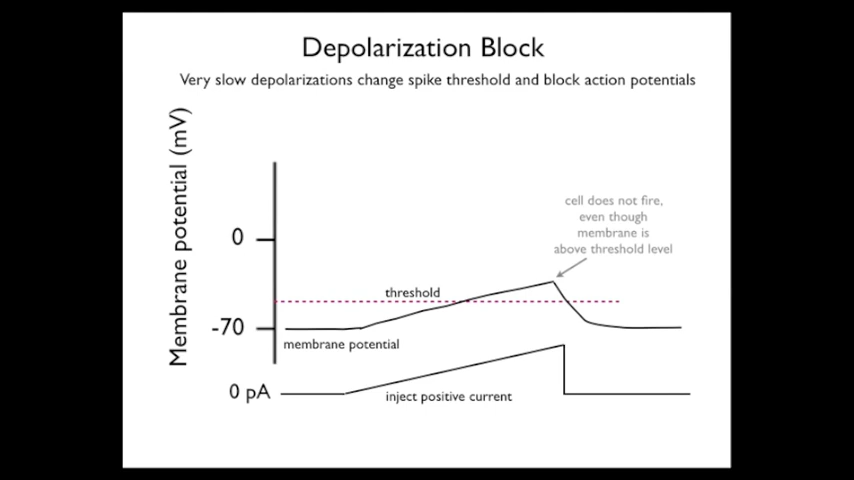 Depolarization Block
Very slow depolarizations change spike threshold and block action potentials
Membrane potential (mV)
cell does not fire,
even though
membrane is
above threshold level
0
threshold
-70
membrane potential
0 pA
inject positive current